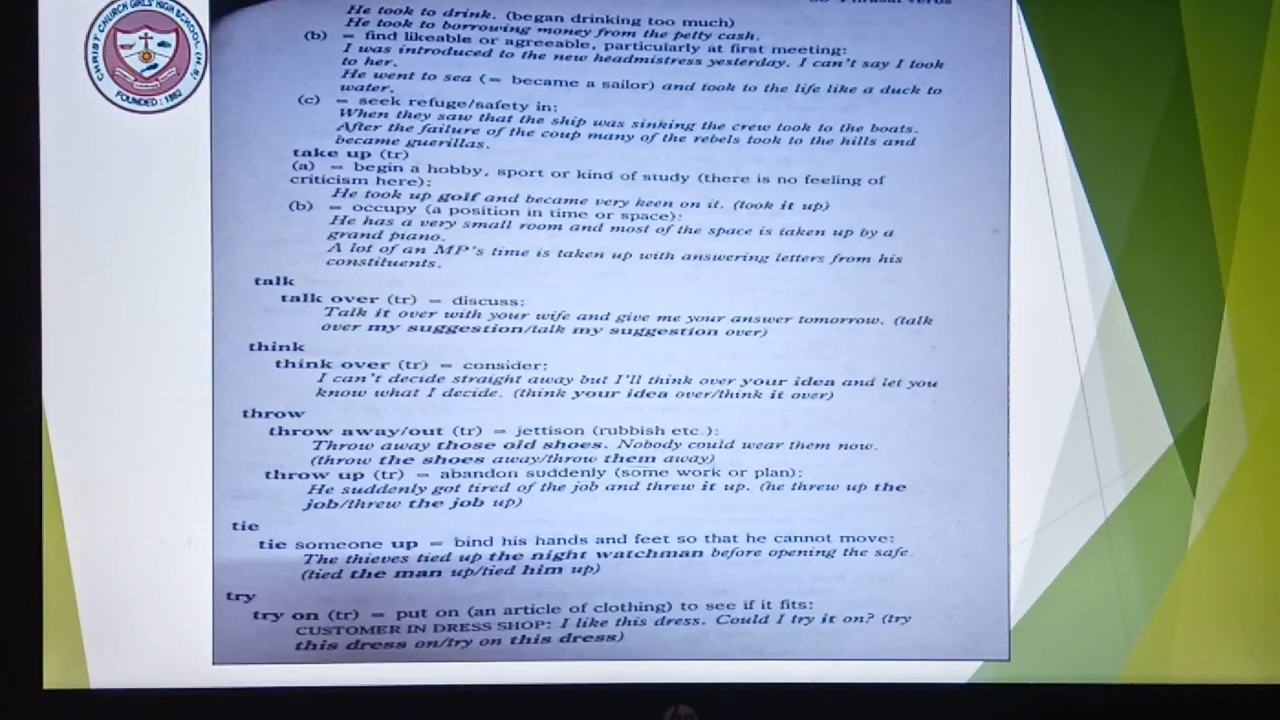 38 Phrasal verbs
CHRIST CHURCH GIRLS' HIGH SCHOOL (H.S)
FOUNDED : 1882
He took to drink. (began drinking too much)
He took to borrowing money from the petty cash.
(b) = find likeable or agreeable, particularly at first meeting:
I was introduced to the new headmistress yesterday. I can't say I took
to her.
He went to sea (= became a sailor) and took to the life like a duck to
water.
(c) = seek refuge/safety in:
When they saw that the ship was sinking the crew took to the boats.
After the failure of the coup many of the rebels took to the hills and
became guerillas.
take up (tr)
(a) = begin a hobby, sport or kind of study (there is no feeling of
criticism here):
He took up golf and became very keen on it. (took it up)
(b) = occupy (a position in time or space):
He has a very small room and most of the space is taken up by a
grand piano.
A lot of an MP's time is taken up with answering letters from his
constituents.
talk
talk over (tr) = discuss:
Talk it over with your wife and give me your answer tomorrow. (talk
over my suggestion/talk my suggestion over)
think
think over (tr) = consider:
I can't decide straight away but I'll think over your idea and let you
know what I decide. (think your idea over/think it over)
throw
throw away/out (tr) = jettison (rubbish etc.):
Throw away those old shoes. Nobody could wear them now.
(throw the shoes away/throw them away)
throw up (tr) = abandon suddenly (some work or plan):
He suddenly got tired of the job and threw it up. (he threw up the
job/threw the job up)
tie
tie someone up = bind his hands and feet so that he cannot move:
The thieves tied up the night watchman before opening the safe.
(tied the man up/tied him up)
try
try on (tr) = put on (an article of clothing) to see if it fits:
CUSTOMER IN DRESS SHOP: I like this dress. Could I try it on? (try
this dress on/try on this dress)
hp